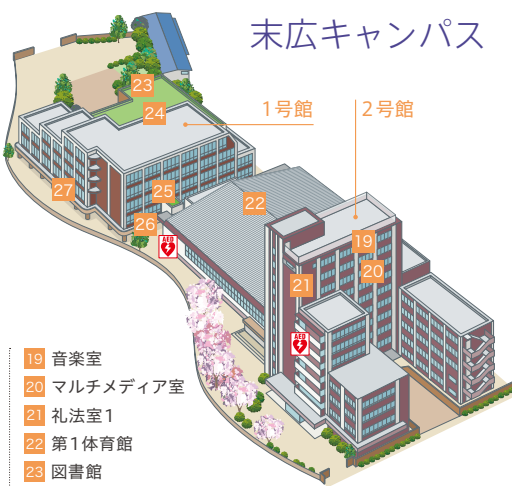 末広キャンパス
23
24
1号館
2号館
27
25
26
22
19
20
21
AED
AED
19 音楽室
20 マルチメディア室
21 礼法室1
22 第1体育館
23 図書館